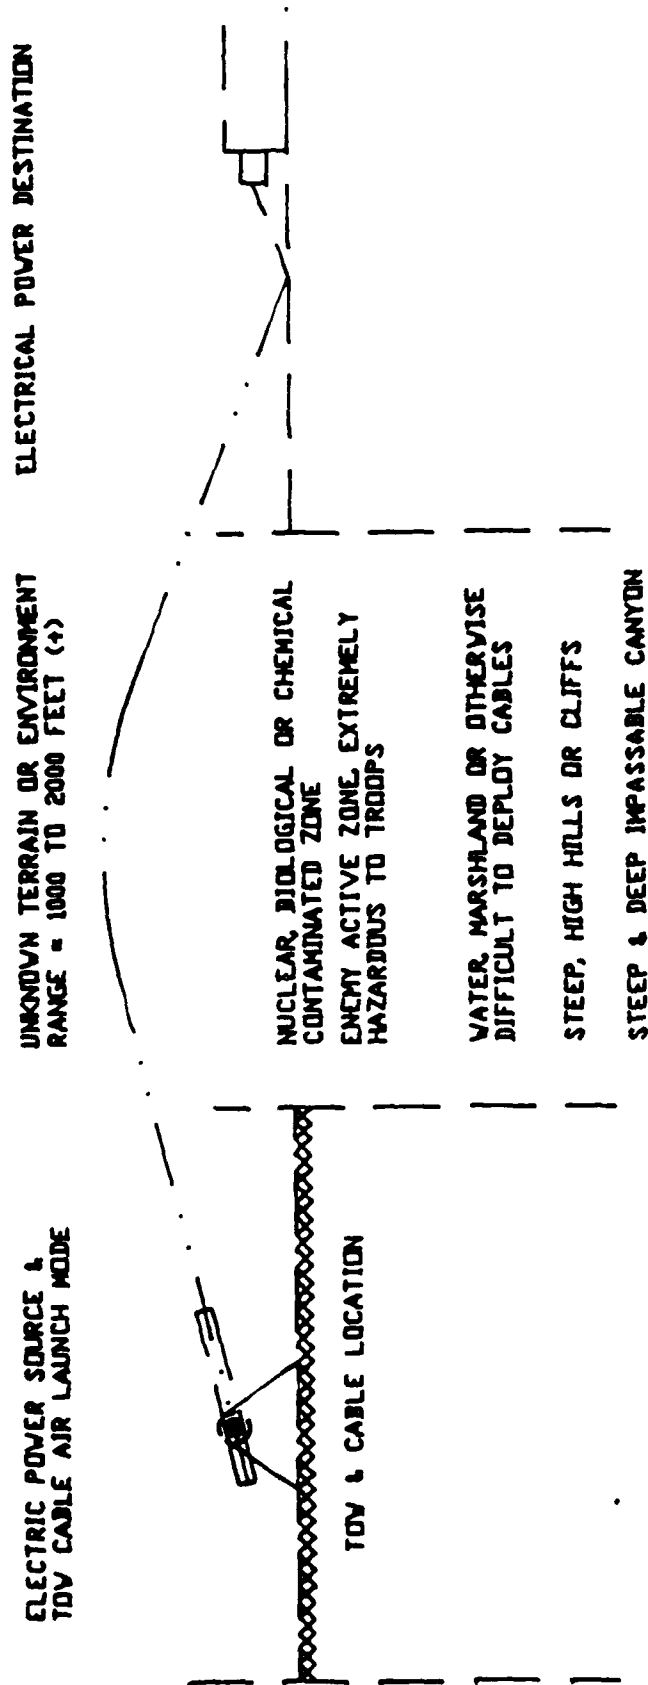 ELECTRIC POWER SOURCE &
TOW CABLE AIR LAUNCH MODE
UNKNOWN TERRAIN OR ENVIRONMENT
RANGE = 1000 TO 2000 FEET (+)
ELECTRICAL POWER DESTINATION
TOW & CABLE LOCATION
NUCLEAR, BIOLOGICAL OR CHEMICAL
CONTAMINATED ZONE
ENEMY ACTIVE ZONE, EXTREMELY
HAZARDOUS TO TROOPS
WATER, MARSHLAND OR OTHERWISE
DIFFICULT TO DEPLOY CABLES
STEEP, HIGH HILLS OR CLIFFS
STEEP & DEEP IMPASSABLE CANYON